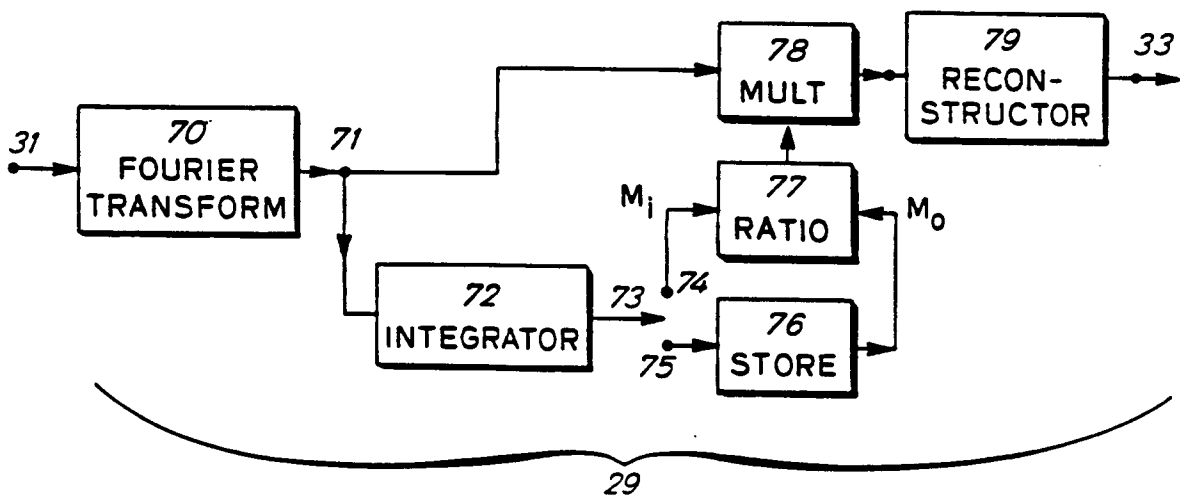 31
70
FOURIER
TRANSFORM
71
78
MULT
79
RECON-
STRUCTOR
33
Mi
77
RATIO
Mo
72
INTEGRATOR
73
74
75
76
STORE
29